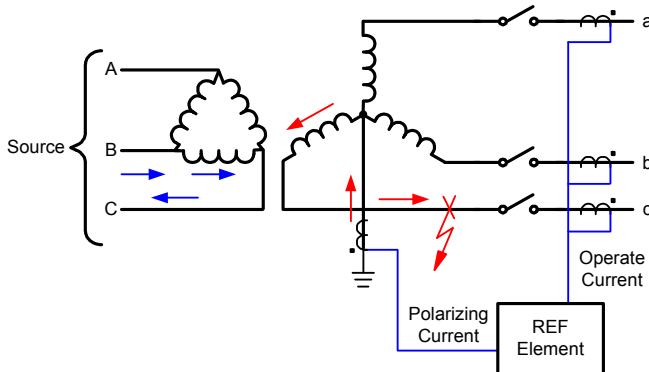 a
A
Source
B
b
C
c
Operate
Current
Polarizing
Current
REF
Element